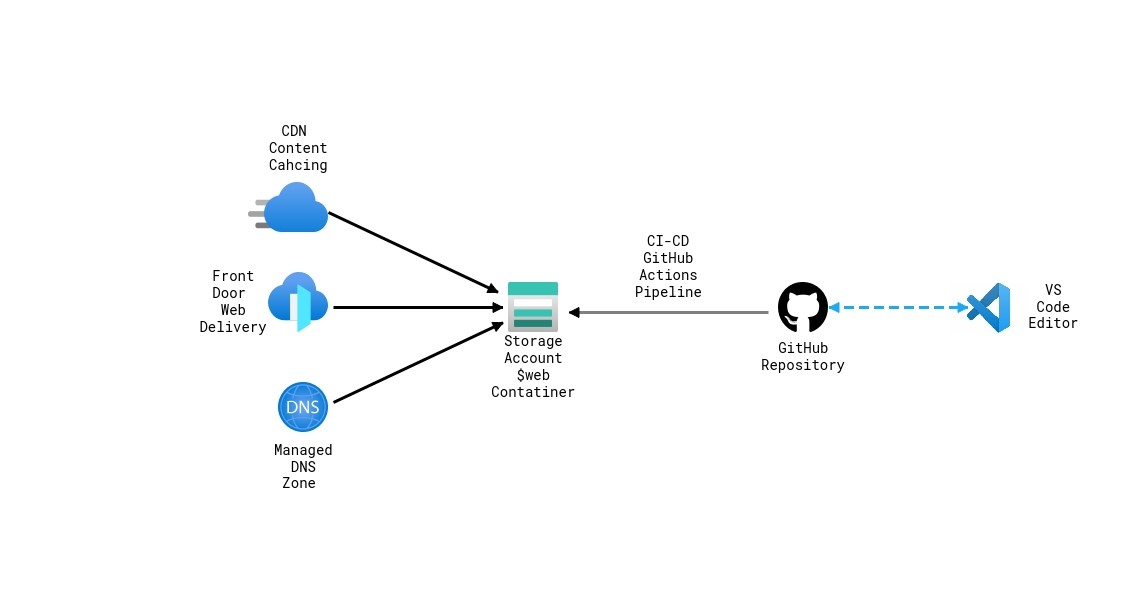 CDN
Content
Cahcing
Front
Door
Web
Delivery
DNS
Managed
DNS
Zone
Storage
Account
$web
Contatiner
CI-CD
GitHub
Actions
Pipeline
GitHub
Repository
VS
Code
Editor